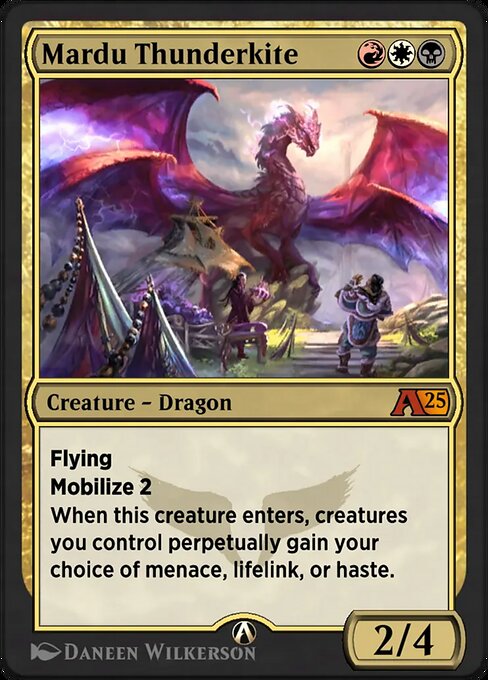 Mardu Thunderkite
Creature – Dragon
A25
Flying
Mobilize 2
When this creature enters, creatures
you control perpetually gain your
choice of menace, lifelink, or haste.
2/4
Daneen Wilkerson